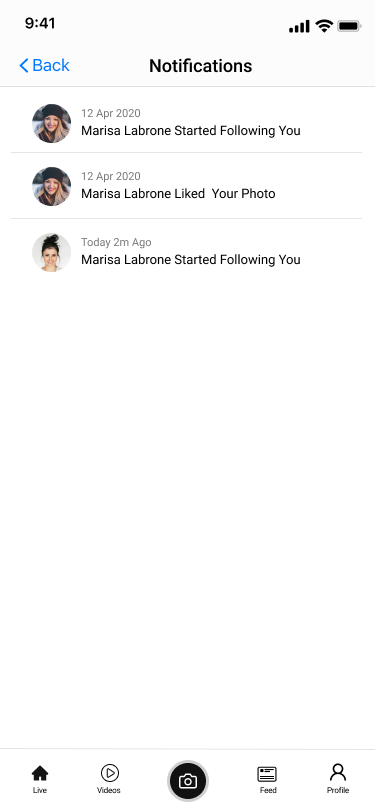 9:41
Back
Notifications
12 Apr 2020
Marisa Labrone Started Following You
12 Apr 2020
Marisa Labrone Liked  Your Photo
Today 2m Ago
Marisa Labrone Started Following You
Live
Videos
Feed
Profile